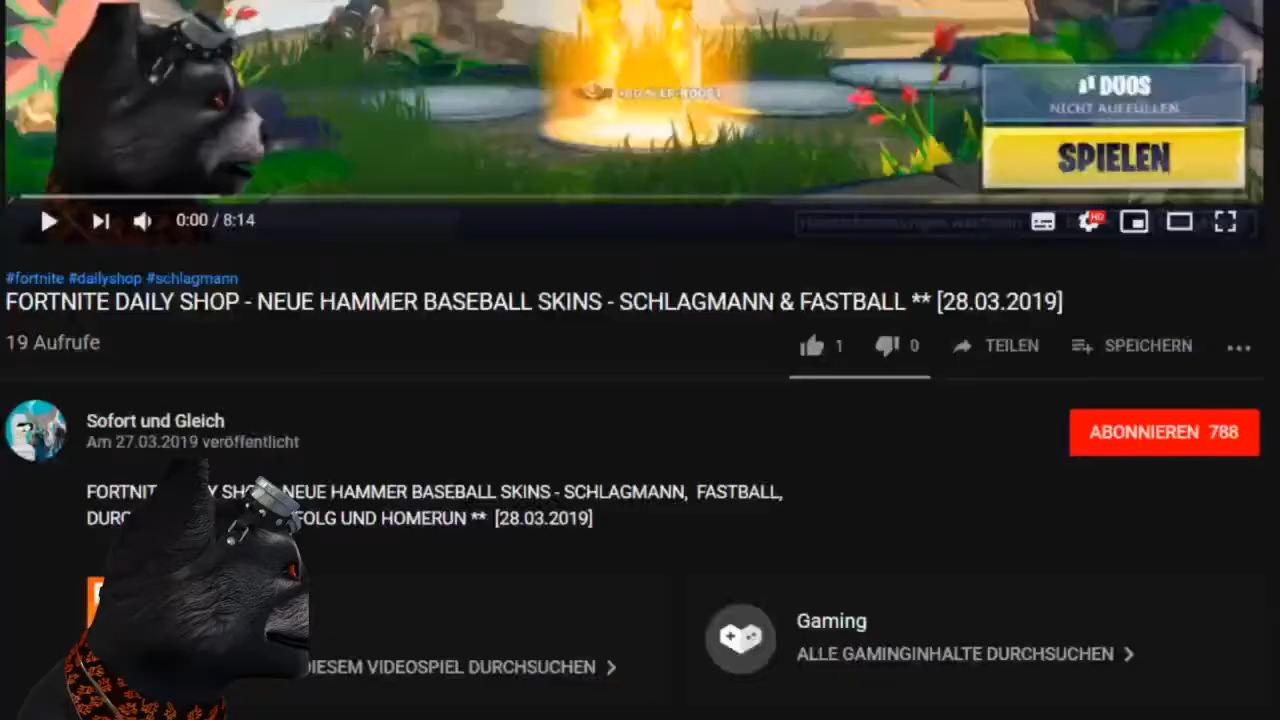 DUOS
NICHT AUFFÜLLEN
SPIELEN
0:00 / 8:14
HD
#fortnite #dailyshop #schlagmann
FORTNITE DAILY SHOP - NEUE HAMMER BASEBALL SKINS - SCHLAGMANN & FASTBALL ** [28.03.2019]
19 Aufrufe
1
0
TEILEN
SPEICHERN
Sofort und Gleich
Am 27.03.2019 veröffentlicht
ABONNIEREN 788
FORTNIT Y SHO NEUE HAMMER BASEBALL SKINS - SCHLAGMANN, FASTBALL,
DURC FOLG UND HOMERUN ** [28.03.2019]
Gaming
DIESEM VIDEOSPIEL DURCHSUCHEN
ALLE GAMINGINHALTE DURCHSUCHEN